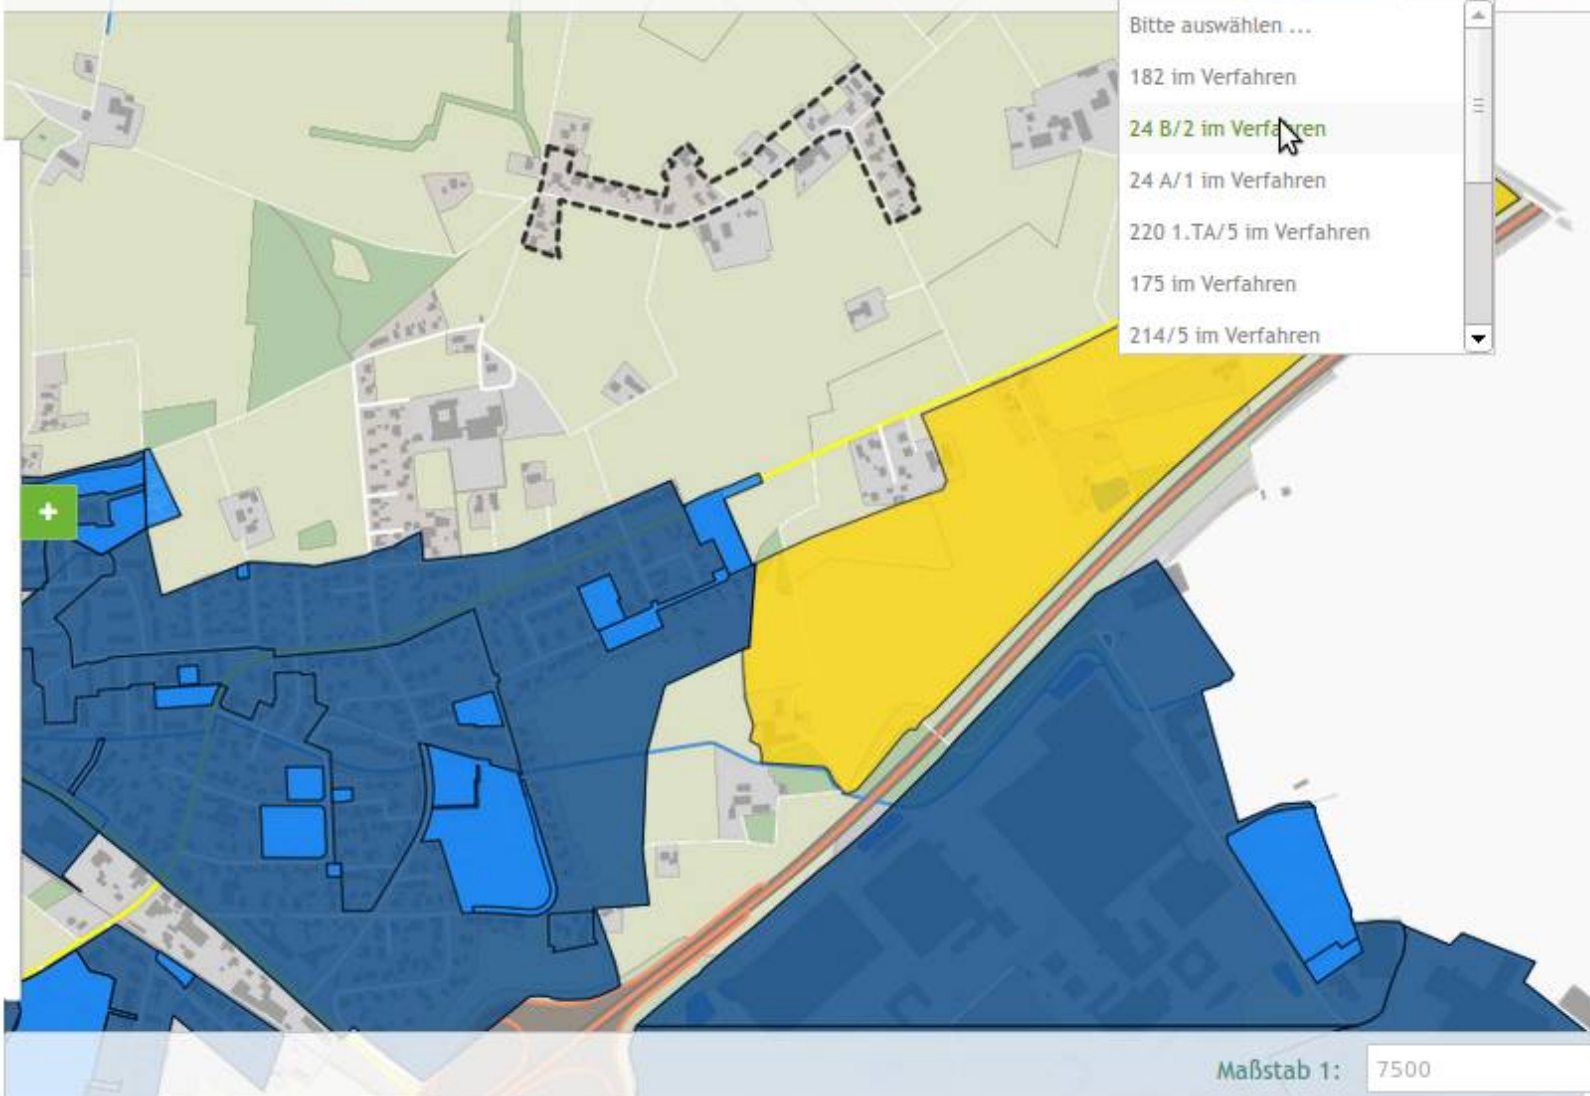 Bitte auswählen ...
182 im Verfahren
24 B/2 im Verfahren
24 A/1 im Verfahren
220 1.TA/5 im Verfahren
175 im Verfahren
214/5 im Verfahren
+
Maßstab 1: 7500